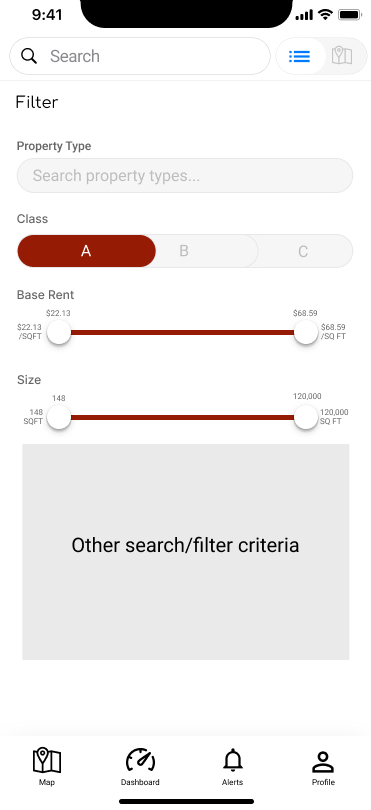 9:41
Search
Filter
Property Type
Search property types...
Class
A B C
Base Rent
$22.13 $68.59
$22.13
/SQFT
$68.59
/SQ FT
Size
148 120,000
148
SQFT
120,000
SQ FT
Other search/filter criteria
Map Dashboard Alerts Profile